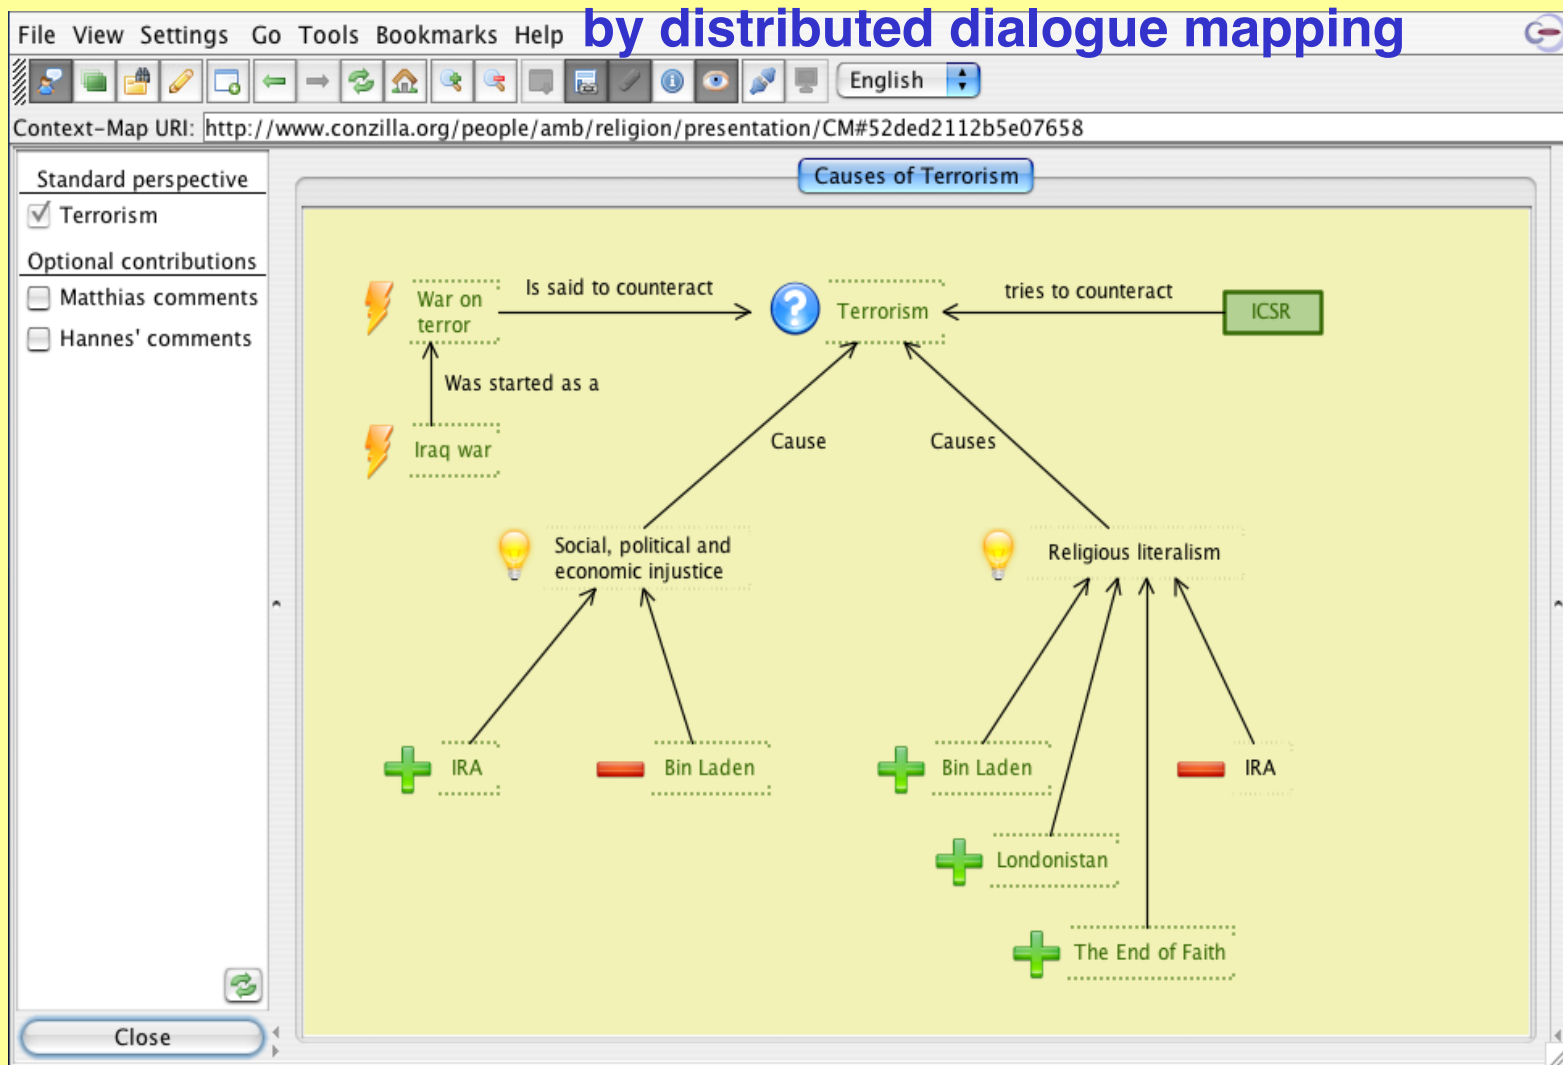 by distributed dialogue mapping
File View Settings Go Tools Bookmarks Help
English
Context-Map URI: http://www.conzilla.org/people/amb/religion/presentation/CM#52ded2112b5e07658
Standard perspective
Terrorism
Optional contributions
Matthias comments
Hannes' comments
Close
Causes of Terrorism
War on
terror
Is said to counteract
Terrorism
tries to counteract
ICSR
Was started as a
Iraq war
Cause
Causes
Social, political and
economic injustice
Religious literalism
IRA
Bin Laden
Bin Laden
IRA
Londonistan
The End of Faith